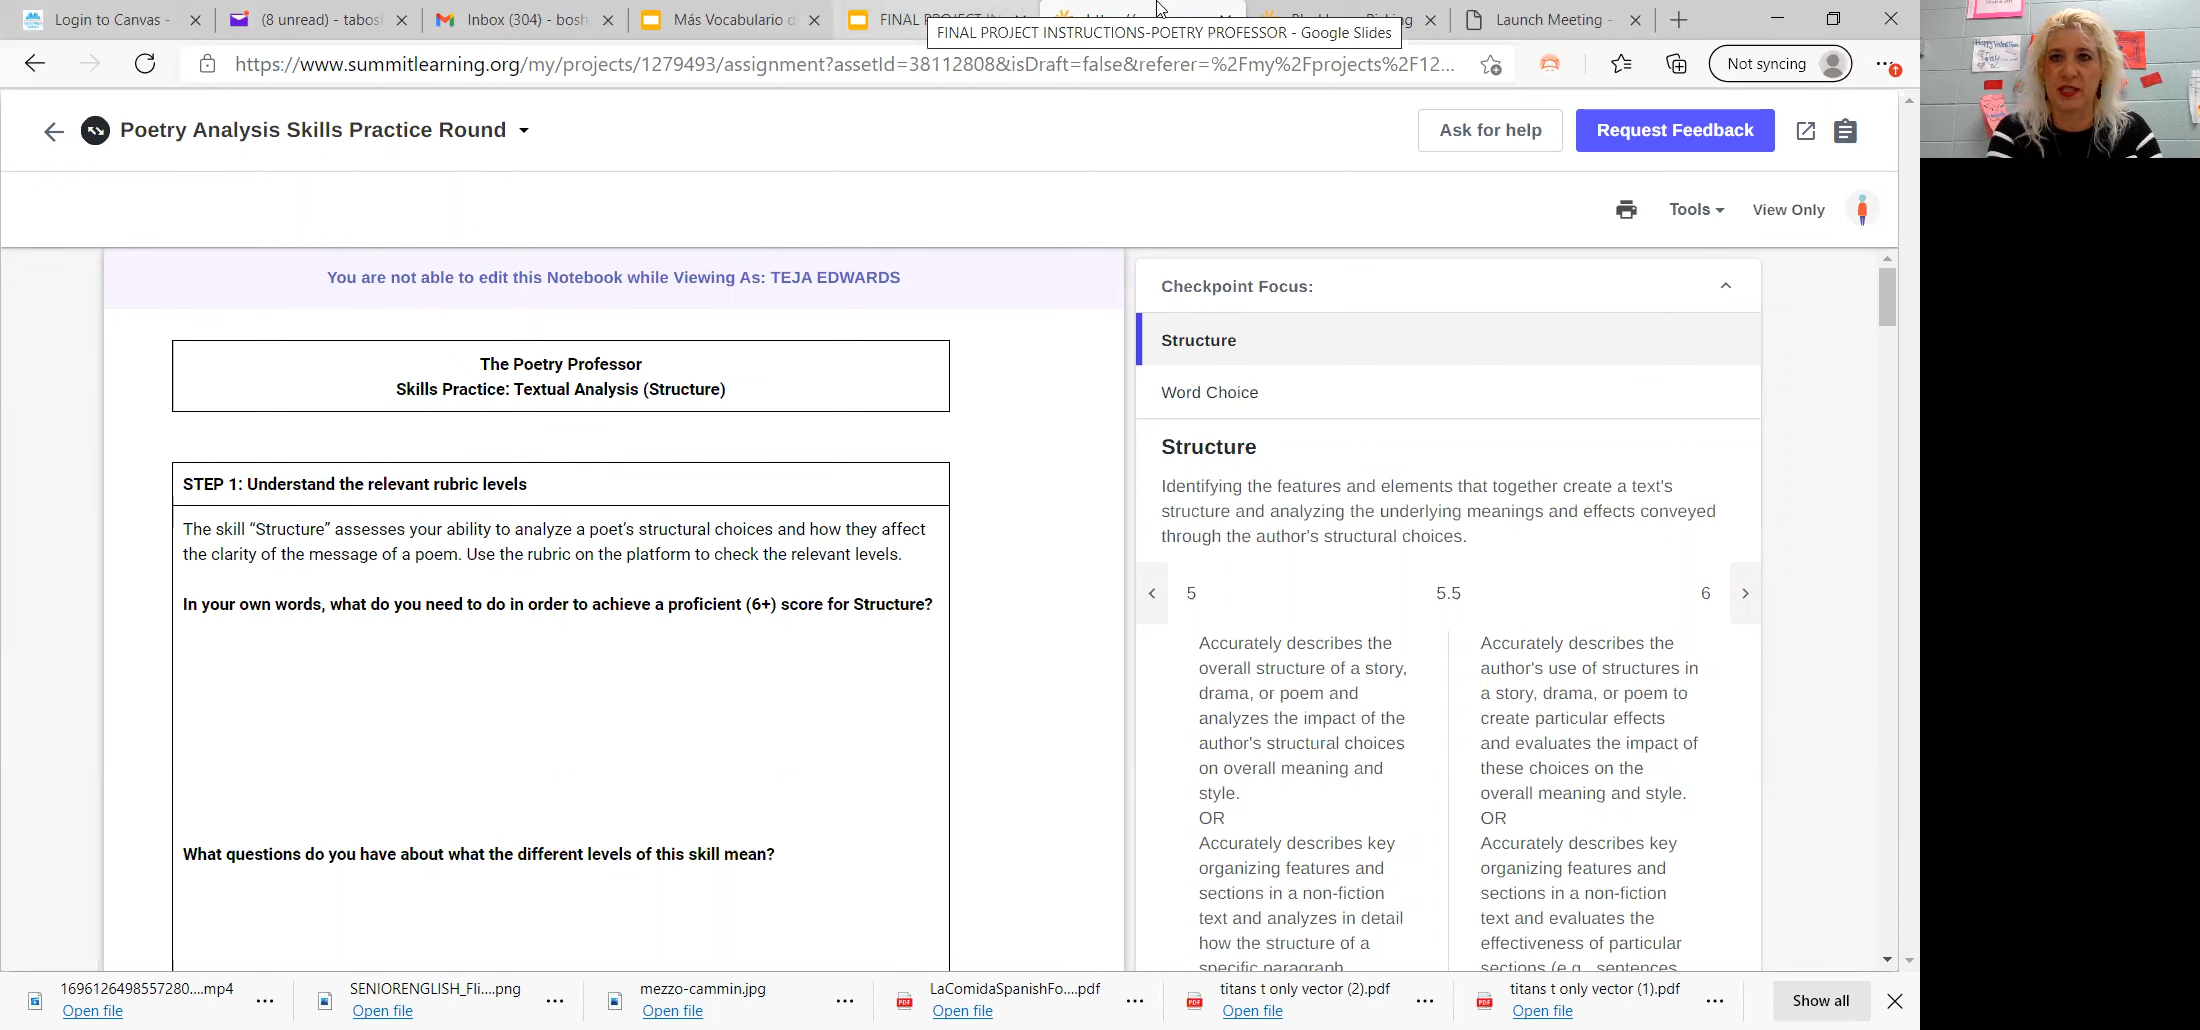 Login to Canvas -
(8 unread) - tabosl
Inbox (304) - bosh
Más Vocabulario d
FINAL PROJECT IN
Launch Meeting -
FINAL PROJECT INSTRUCTIONS-POETRY PROFESSOR - Google Slides
https://www.summitlearning.org/my/projects/1279493/assignment?assetId=38112808&isDraft=false&referer=%2Fmy%2Fprojects%2F12...
Not syncing
Poetry Analysis Skills Practice Round
Ask for help
Request Feedback
Tools
View Only
You are not able to edit this Notebook while Viewing As: TEJA EDWARDS
The Poetry Professor
Skills Practice: Textual Analysis (Structure)
STEP 1: Understand the relevant rubric levels
The skill “Structure” assesses your ability to analyze a poet’s structural choices and how they affect
the clarity of the message of a poem. Use the rubric on the platform to check the relevant levels.
In your own words, what do you need to do in order to achieve a proficient (6+) score for Structure?
What questions do you have about what the different levels of this skill mean?
Checkpoint Focus:
Structure
Word Choice
Structure
Identifying the features and elements that together create a text's
structure and analyzing the underlying meanings and effects conveyed
through the author's structural choices.
5
5.5
6
Accurately describes the
overall structure of a story,
drama, or poem and
analyzes the impact of the
author's structural choices
on overall meaning and
style.
OR
Accurately describes key
organizing features and
sections in a non-fiction
text and analyzes in detail
how the structure of a
specific paragraph
Accurately describes the
author's use of structures in
a story, drama, or poem to
create particular effects
and evaluates the impact of
these choices on the
overall meaning and style.
OR
Accurately describes key
organizing features and
sections in a non-fiction
text and evaluates the
effectiveness of particular
sections (e.g., sentences
1696126498557280....mp4
Open file
SENIORENGLISH_Fli....png
Open file
mezzo-cammin.jpg
Open file
LaComidaSpanishFo....pdf
Open file
titans t only vector (2).pdf
Open file
titans t only vector (1).pdf
Open file
Show all